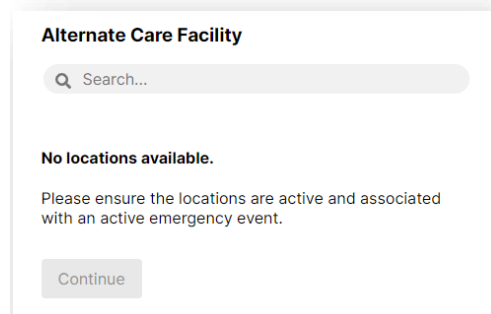 Alternate Care Facility
Search...
No locations available.
Please ensure the locations are active and associated
with an active emergency event.
Continue